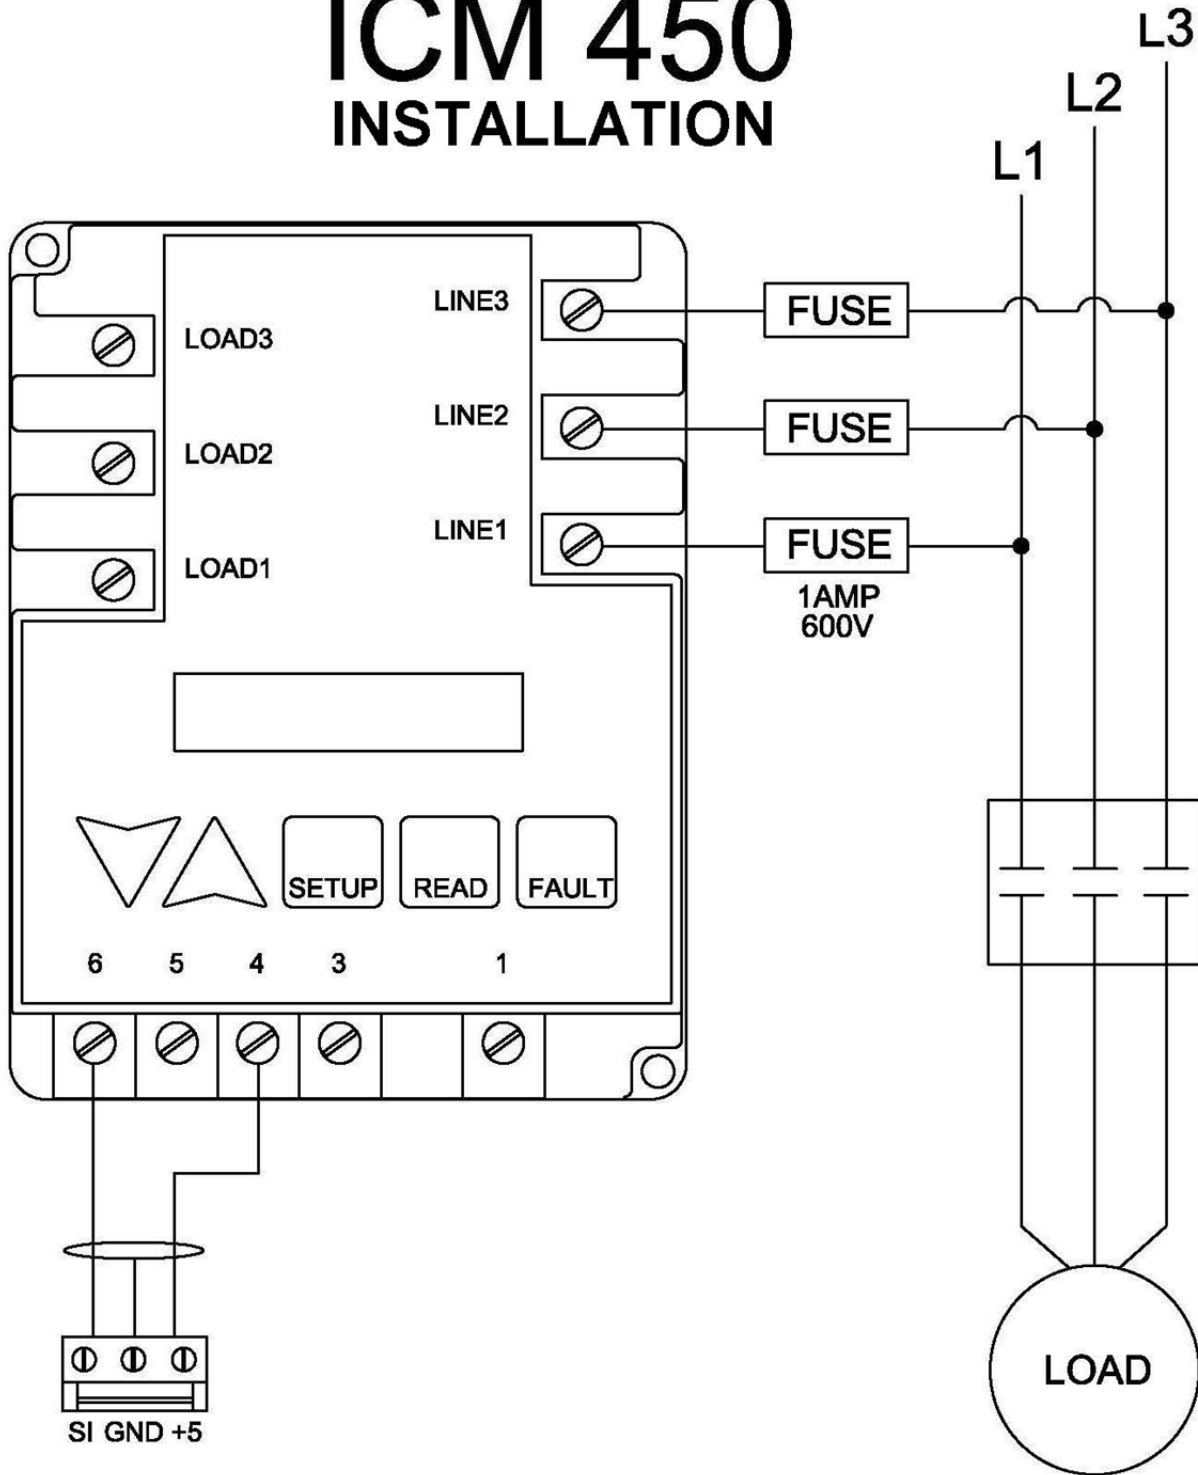 ICM 450
INSTALLATION
L3
L2
L1
LINE3
FUSE
LOAD3
LINE2
FUSE
LOAD2
LINE1
FUSE
LOAD1
1AMP
600V
SETUP
READ
FAULT
6 5 4 3 1
LOAD
SI GND +5